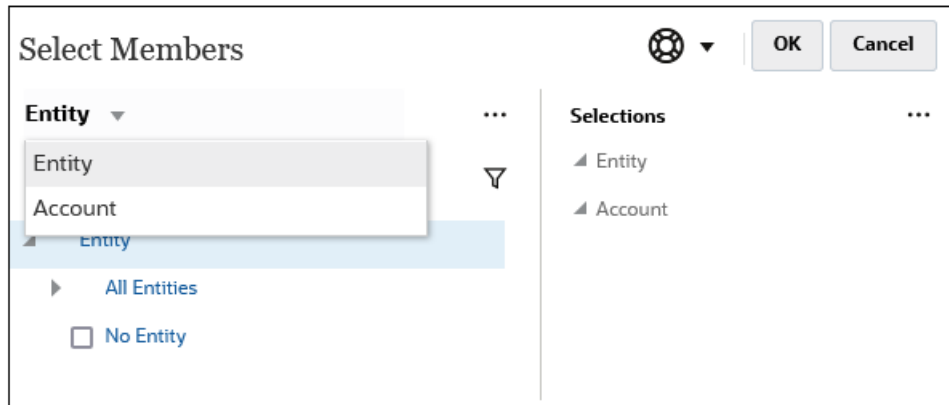 Select Members
OK
Cancel
Entity
Selections
Entity
Account
Entity
Account
Entity
All Entities
No Entity